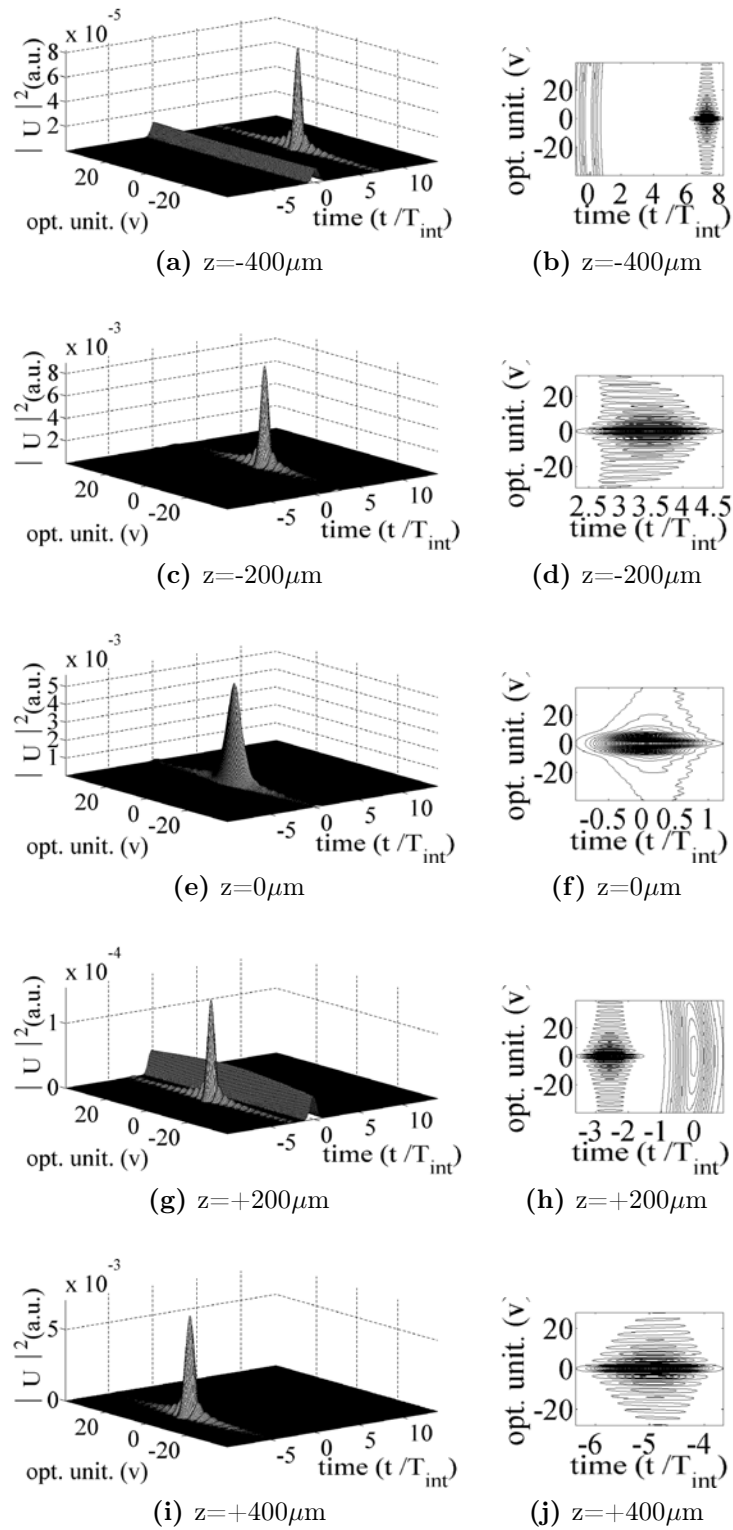 x 10^-5
| U |^2 (a.u.)
8
6
4
2
20
0
-20
opt. unit. (v)
-5
0
5
10
time (t /T_int)
(a) z=-400μm
opt. unit. (v)
20
0
-20
0 2 4 6 8
time (t /T_int)
(b) z=-400μm
x 10^-3
| U |^2 (a.u.)
8
6
4
2
20
0
-20
opt. unit. (v)
-5
0
5
10
time (t /T_int)
(c) z=-200μm
opt. unit. (v)
20
0
-20
2.5 3 3.5 4 4.5
time (t /T_int)
(d) z=-200μm
x 10^-3
| U |^2 (a.u.)
5
4
3
2
1
20
0
-20
opt. unit. (v)
-5
0
5
10
time (t /T_int)
(e) z=0μm
opt. unit. (v)
20
0
-20
-0.5 0 0.5 1
time (t /T_int)
(f) z=0μm
x 10^-4
| U |^2 (a.u.)
1
0
20
0
-20
opt. unit. (v)
-5
0
5
10
time (t /T_int)
(g) z=+200μm
opt. unit. (v)
20
0
-20
-3 -2 -1 0
time (t /T_int)
(h) z=+200μm
x 10^-3
| U |^2 (a.u.)
5
0
20
0
-20
opt. unit. (v)
-5
0
5
10
time (t /T_int)
(i) z=+400μm
opt. unit. (v)
20
0
-20
-6 -5 -4
time (t /T_int)
(j) z=+400μm